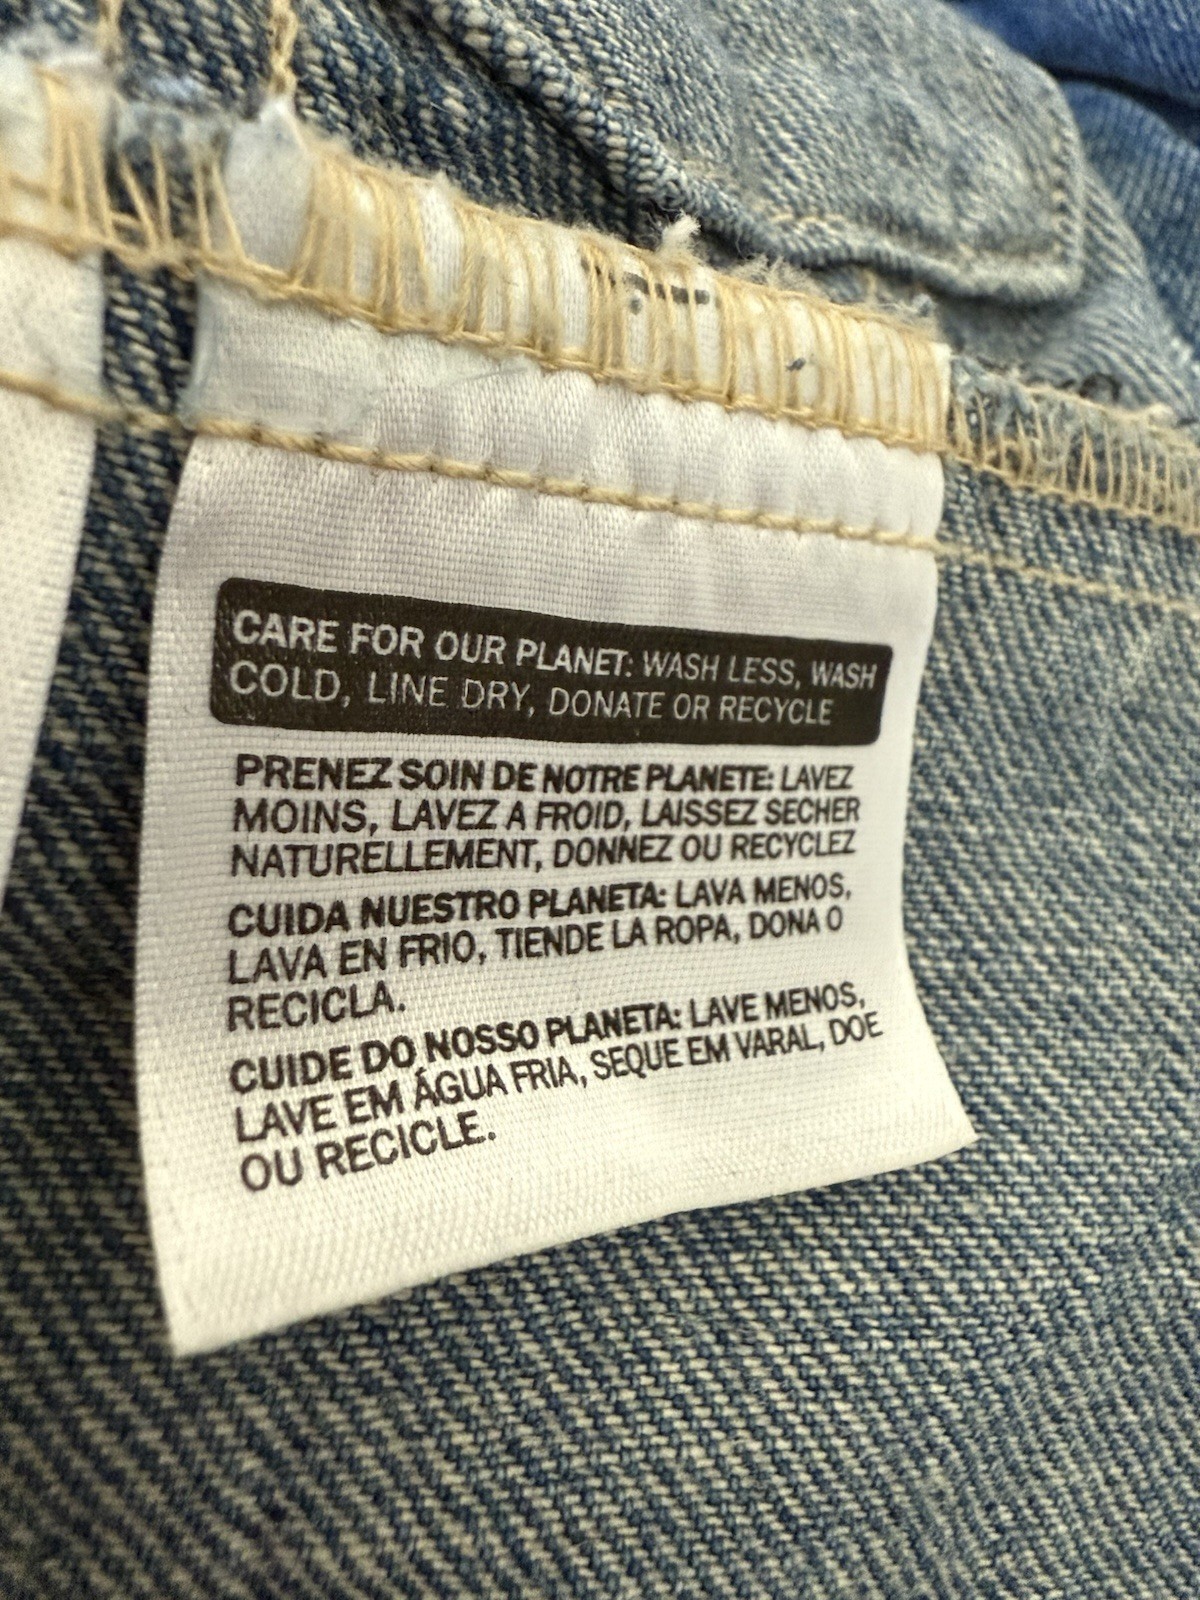 CARE FOR OUR PLANET: WASH LESS, WASH
COLD, LINE DRY, DONATE OR RECYCLE
PRENEZ SOIN DE NOTRE PLANETE: LAVEZ
MOINS, LAVEZ A FROID, LAISSEZ SECHER
NATURELLEMENT, DONNEZ OU RECYCLEZ
CUIDA NUESTRO PLANETA: LAVA MENOS,
LAVA EN FRIO, TIENDE LA ROPA, DONA O
RECICLA.
CUIDE DO NOSSO PLANETA: LAVE MENOS,
LAVE EM ÁGUA FRIA, SEQUE EM VARAL, DOE
OU RECICLE.